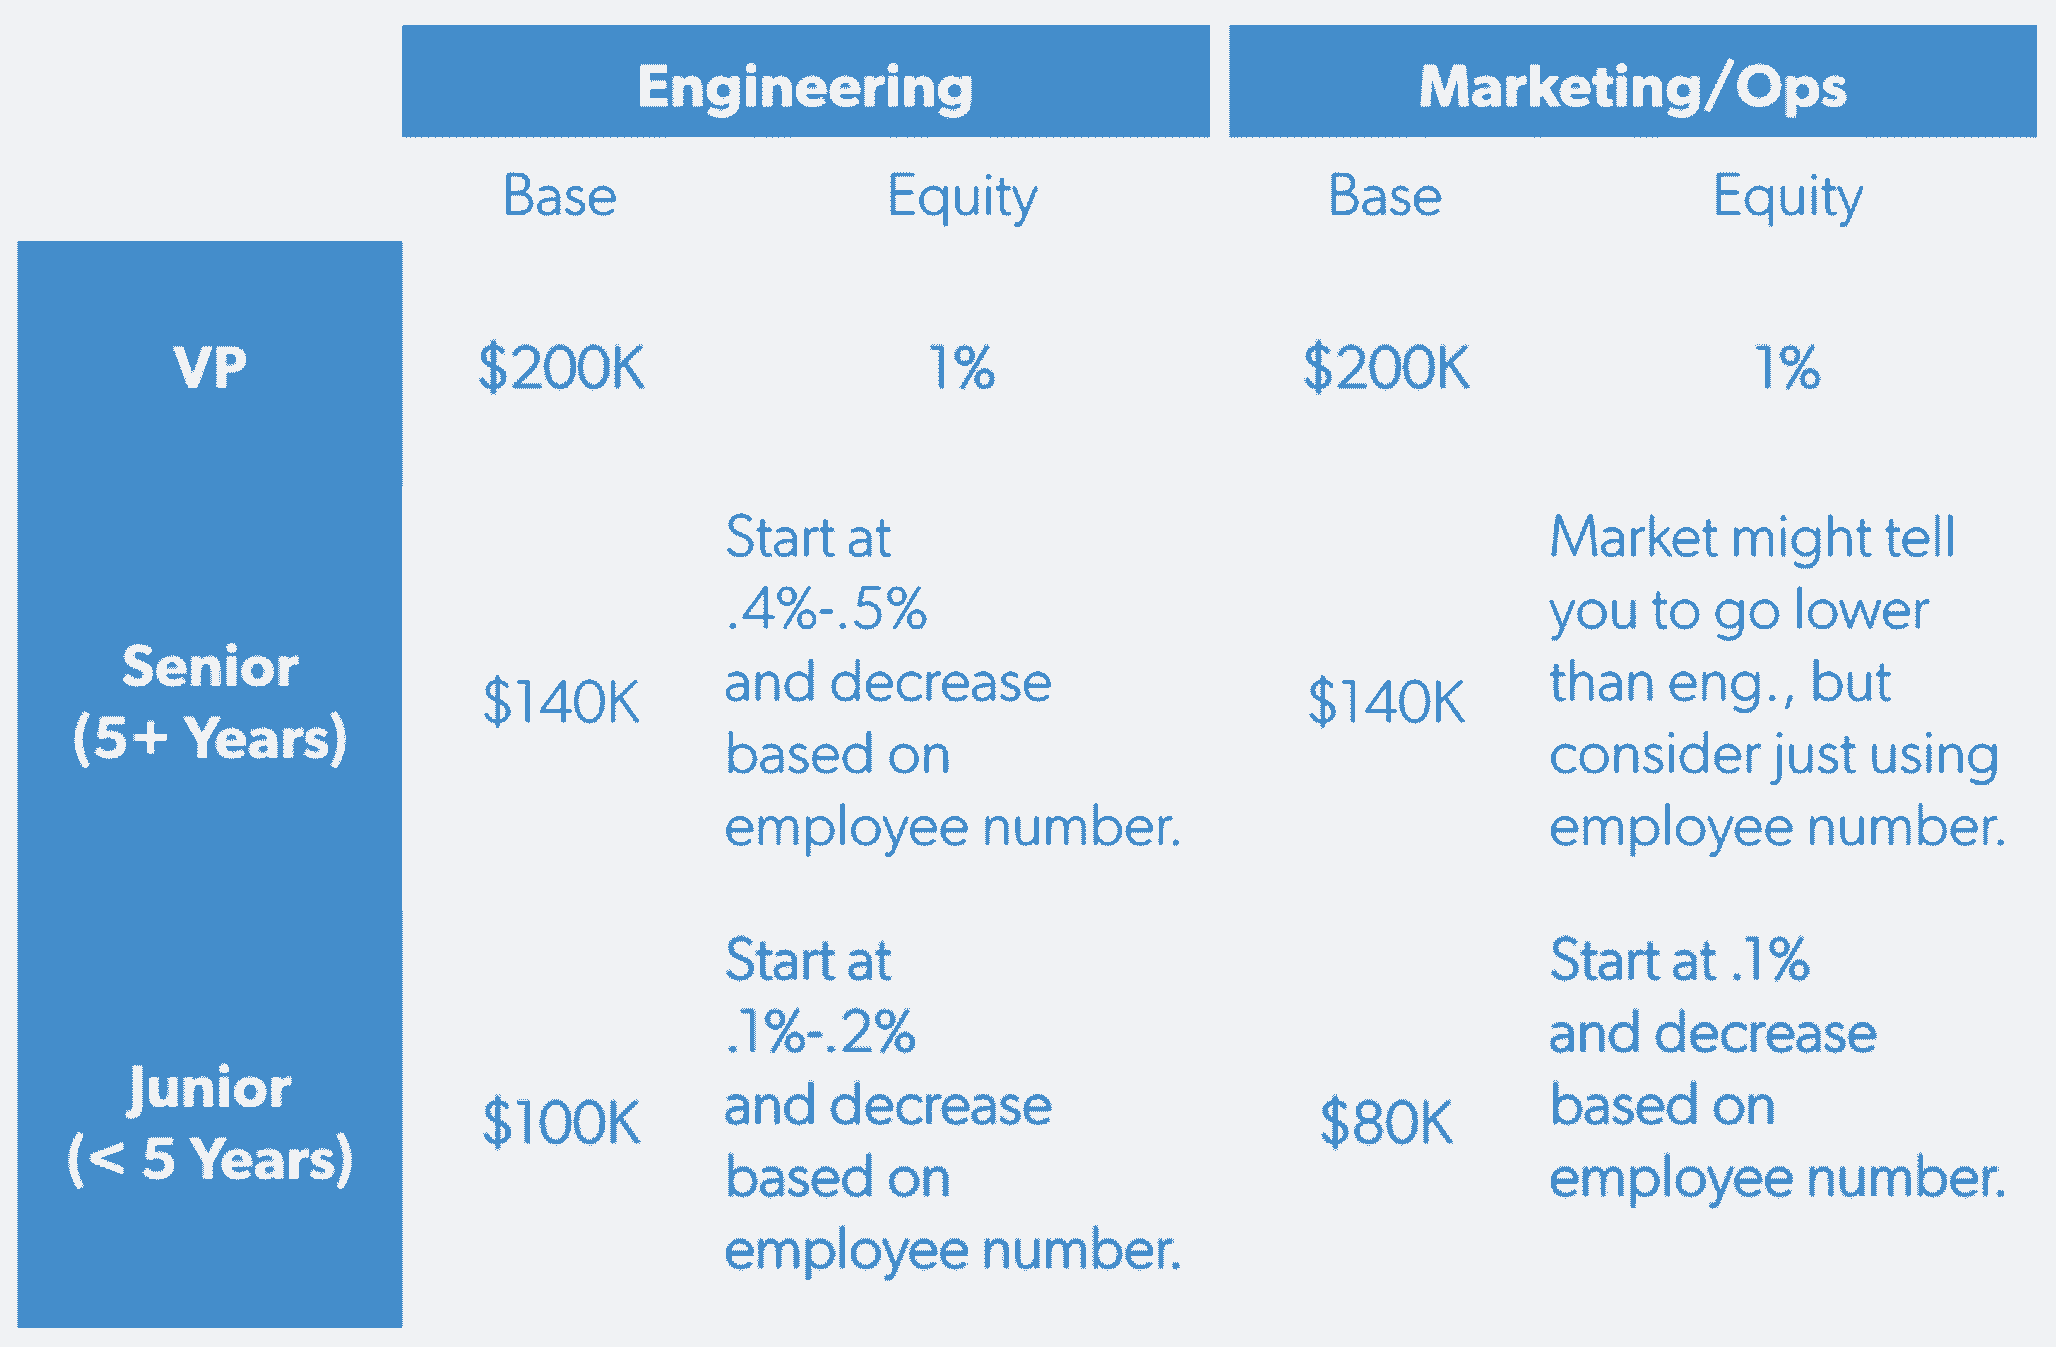 Engineering
Marketing/Ops
Base
Equity
Base
Equity
VP
$200K
1%
$200K
1%
Senior
(5+ Years)
$140K
Start at
.4%-.5%
and decrease
based on
employee number.
$140K
Market might tell
you to go lower
than eng., but
consider just using
employee number.
Junior
(< 5 Years)
$100K
Start at
.1%-.2%
and decrease
based on
employee number.
$80K
Start at .1%
and decrease
based on
employee number.